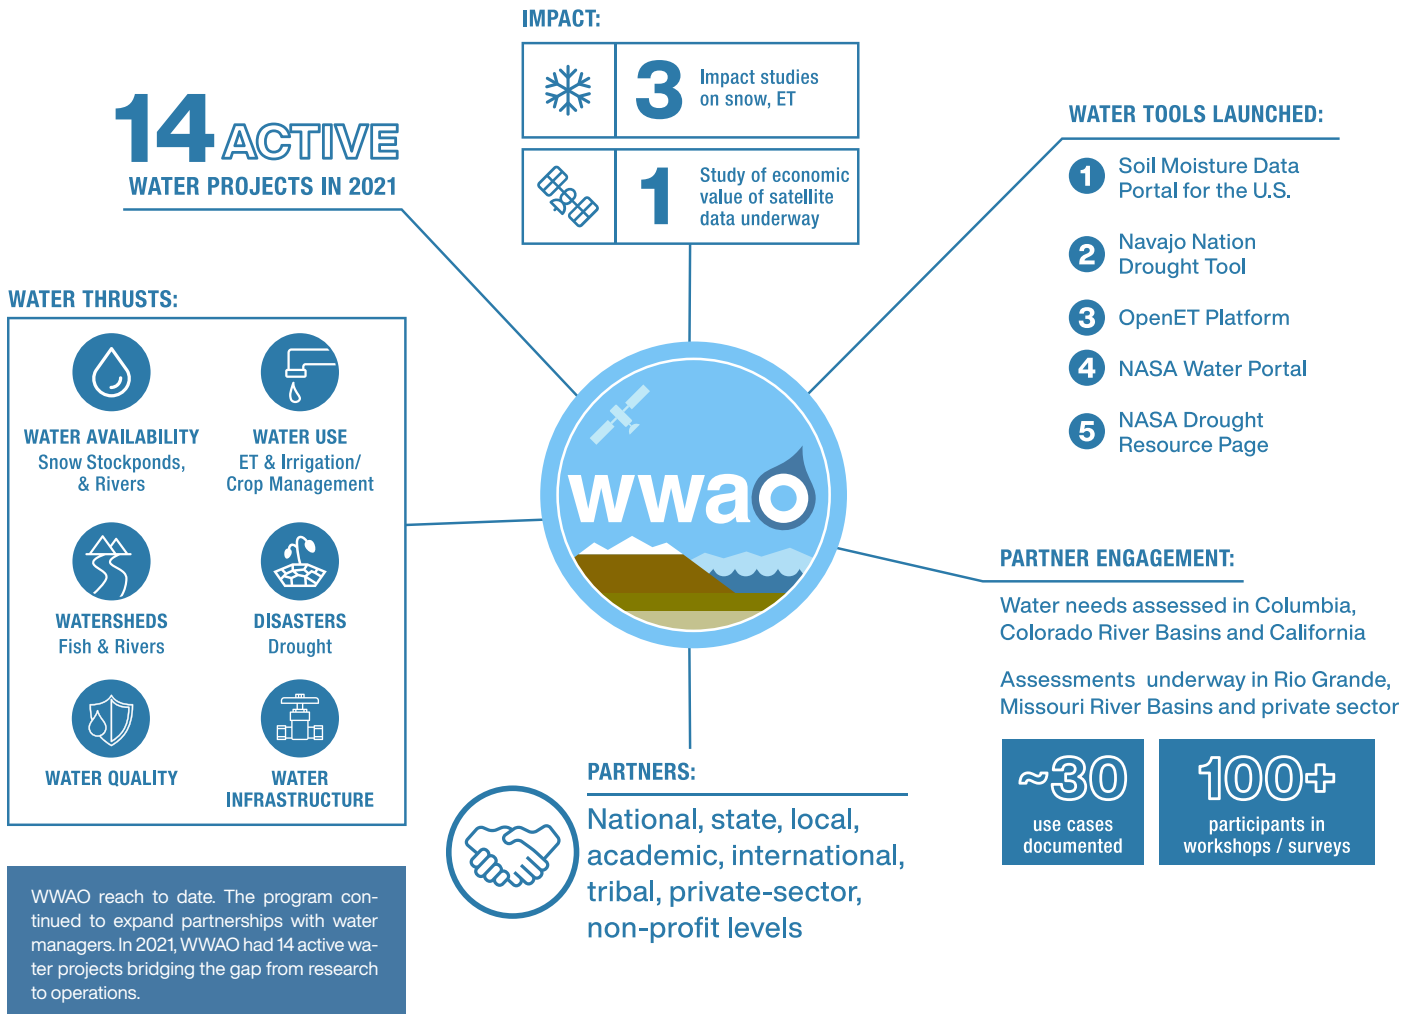 IMPACT:
3 Impact studies
on snow, ET
1 Study of economic
value of satellite
data underway
14 ACTIVE
WATER PROJECTS IN 2021
WATER TOOLS LAUNCHED:
1 Soil Moisture Data
Portal for the U.S.
2 Navajo Nation
Drought Tool
3 OpenET Platform
4 NASA Water Portal
5 NASA Drought
Resource Page
WATER THRUSTS:
WATER AVAILABILITY
Snow Stockponds,
& Rivers
WATER USE
ET & Irrigation/
Crop Management
WATERSHEDS
Fish & Rivers
DISASTERS
Drought
WATER QUALITY
WATER
INFRASTRUCTURE
wwao
PARTNER ENGAGEMENT:
Water needs assessed in Columbia,
Colorado River Basins and California
Assessments underway in Rio Grande,
Missouri River Basins and private sector
~30
use cases
documented
100+
participants in
workshops / surveys
PARTNERS:
National, state, local,
academic, international,
tribal, private-sector,
non-profit levels
WWAO reach to date. The program con-
tinued to expand partnerships with water
managers. In 2021, WWAO had 14 active wa-
ter projects bridging the gap from research
to operations.